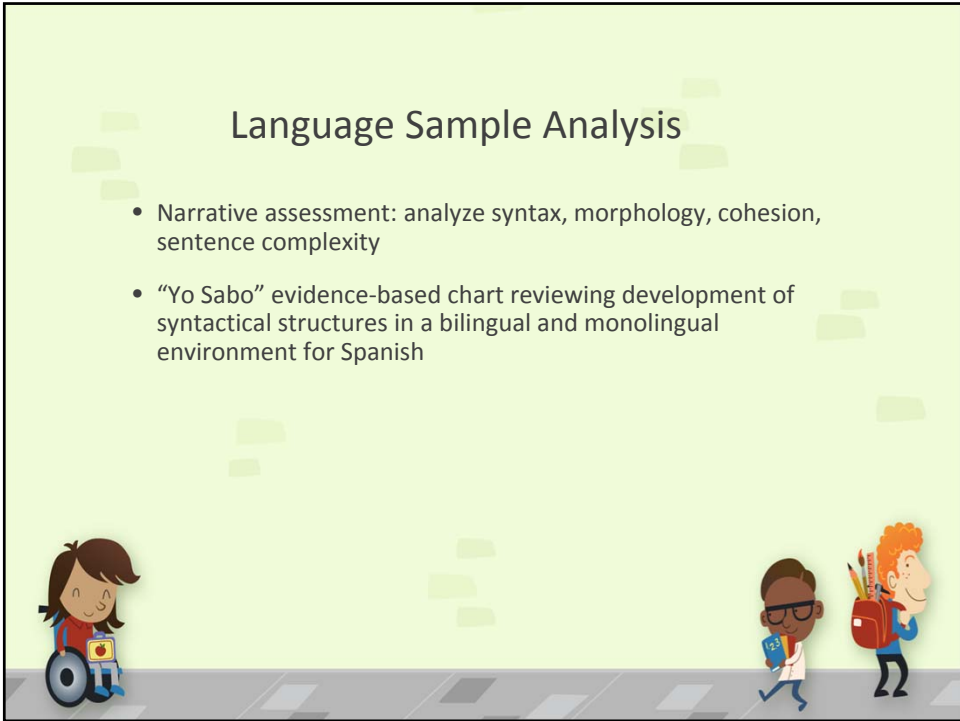 Language Sample Analysis
• Narrative assessment: analyze syntax, morphology, cohesion,
sentence complexity
• “Yo Sabo” evidence-based chart reviewing development of
syntactical structures in a bilingual and monolingual
environment for Spanish
123